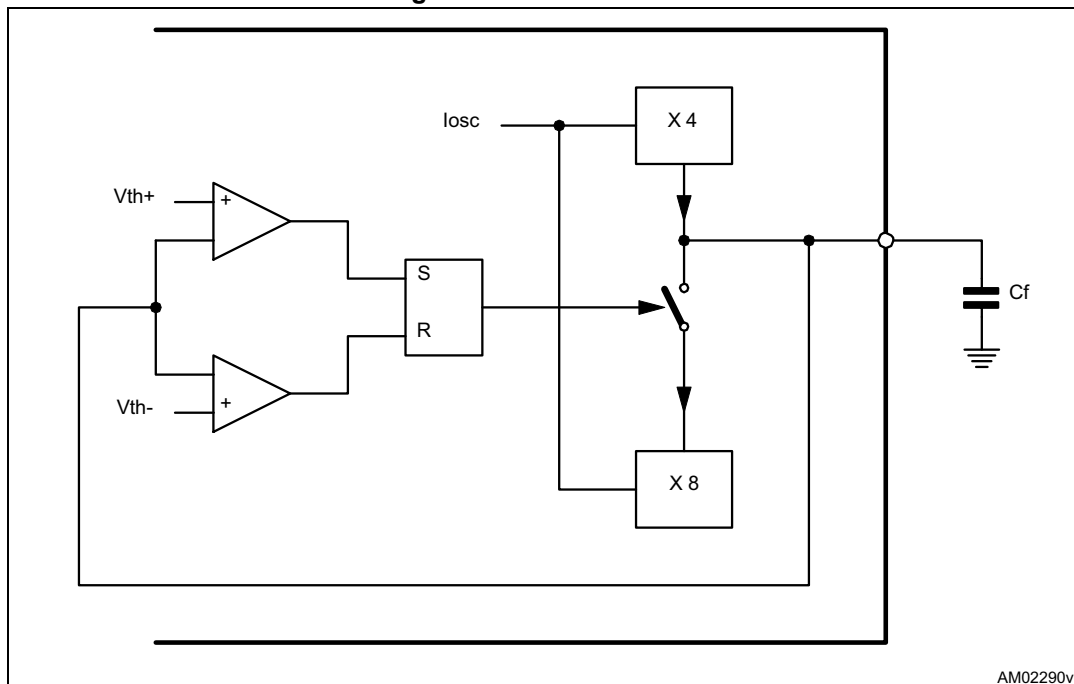 Iosc
X 4
Vth+
+
S
R
Cf
Vth-
+
X 8
AM02290v